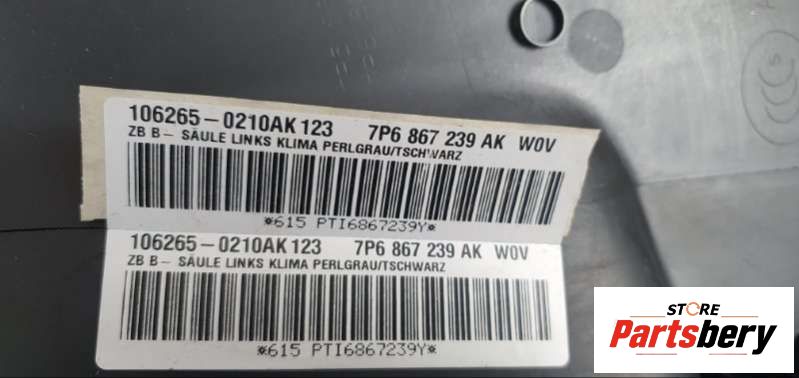 106265-0210AK 123 7P6 867 239 AK W0V
ZB B- SÄULE LINKS KLIMA PERLGRAU/TSCHWARZ
*615 PTI6867239Y*
106265-0210AK 123 7P6 867 239 AK W0V
ZB B- SÄULE LINKS KLIMA PERLGRAU/TSCHWARZ
*615 PTI6867239Y*
STORE
Partsbery